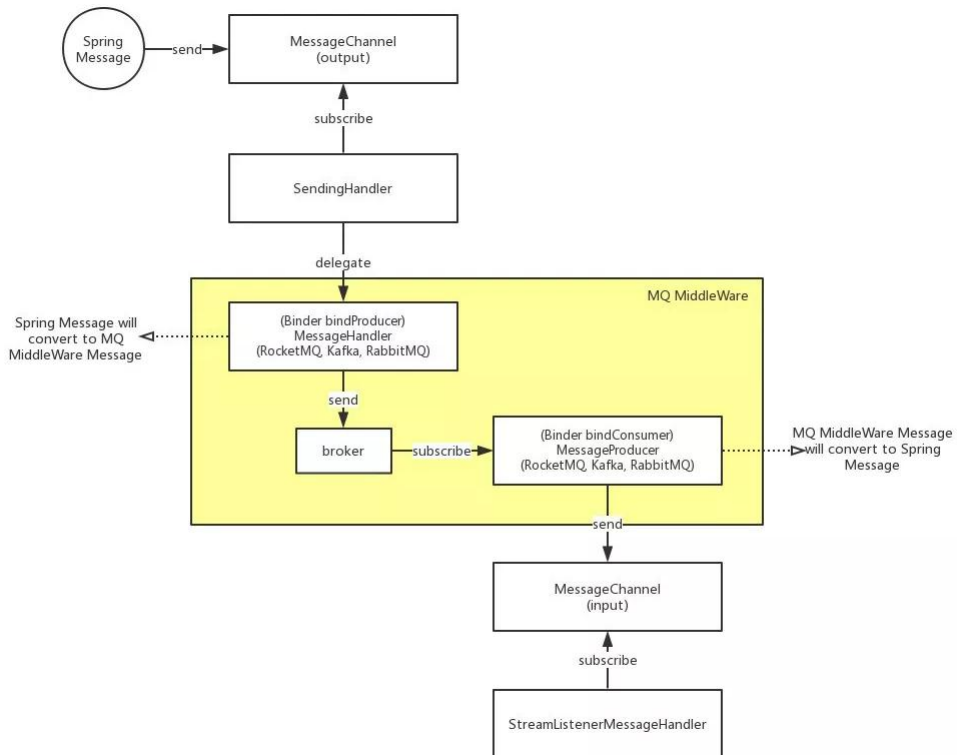 Spring
Message
send
MessageChannel
(output)
subscribe
SendingHandler
delegate
MQ MiddleWare
(Binder bindProducer)
MessageHandler
(RocketMQ, Kafka, RabbitMQ)
Spring Message will
convert to MQ
MiddleWare Message
send
broker
subscribe
(Binder bindConsumer)
MessageProducer
(RocketMQ, Kafka, RabbitMQ)
MQ MiddleWare Message
will convert to Spring
Message
send
MessageChannel
(input)
subscribe
StreamListenerMessageHandler